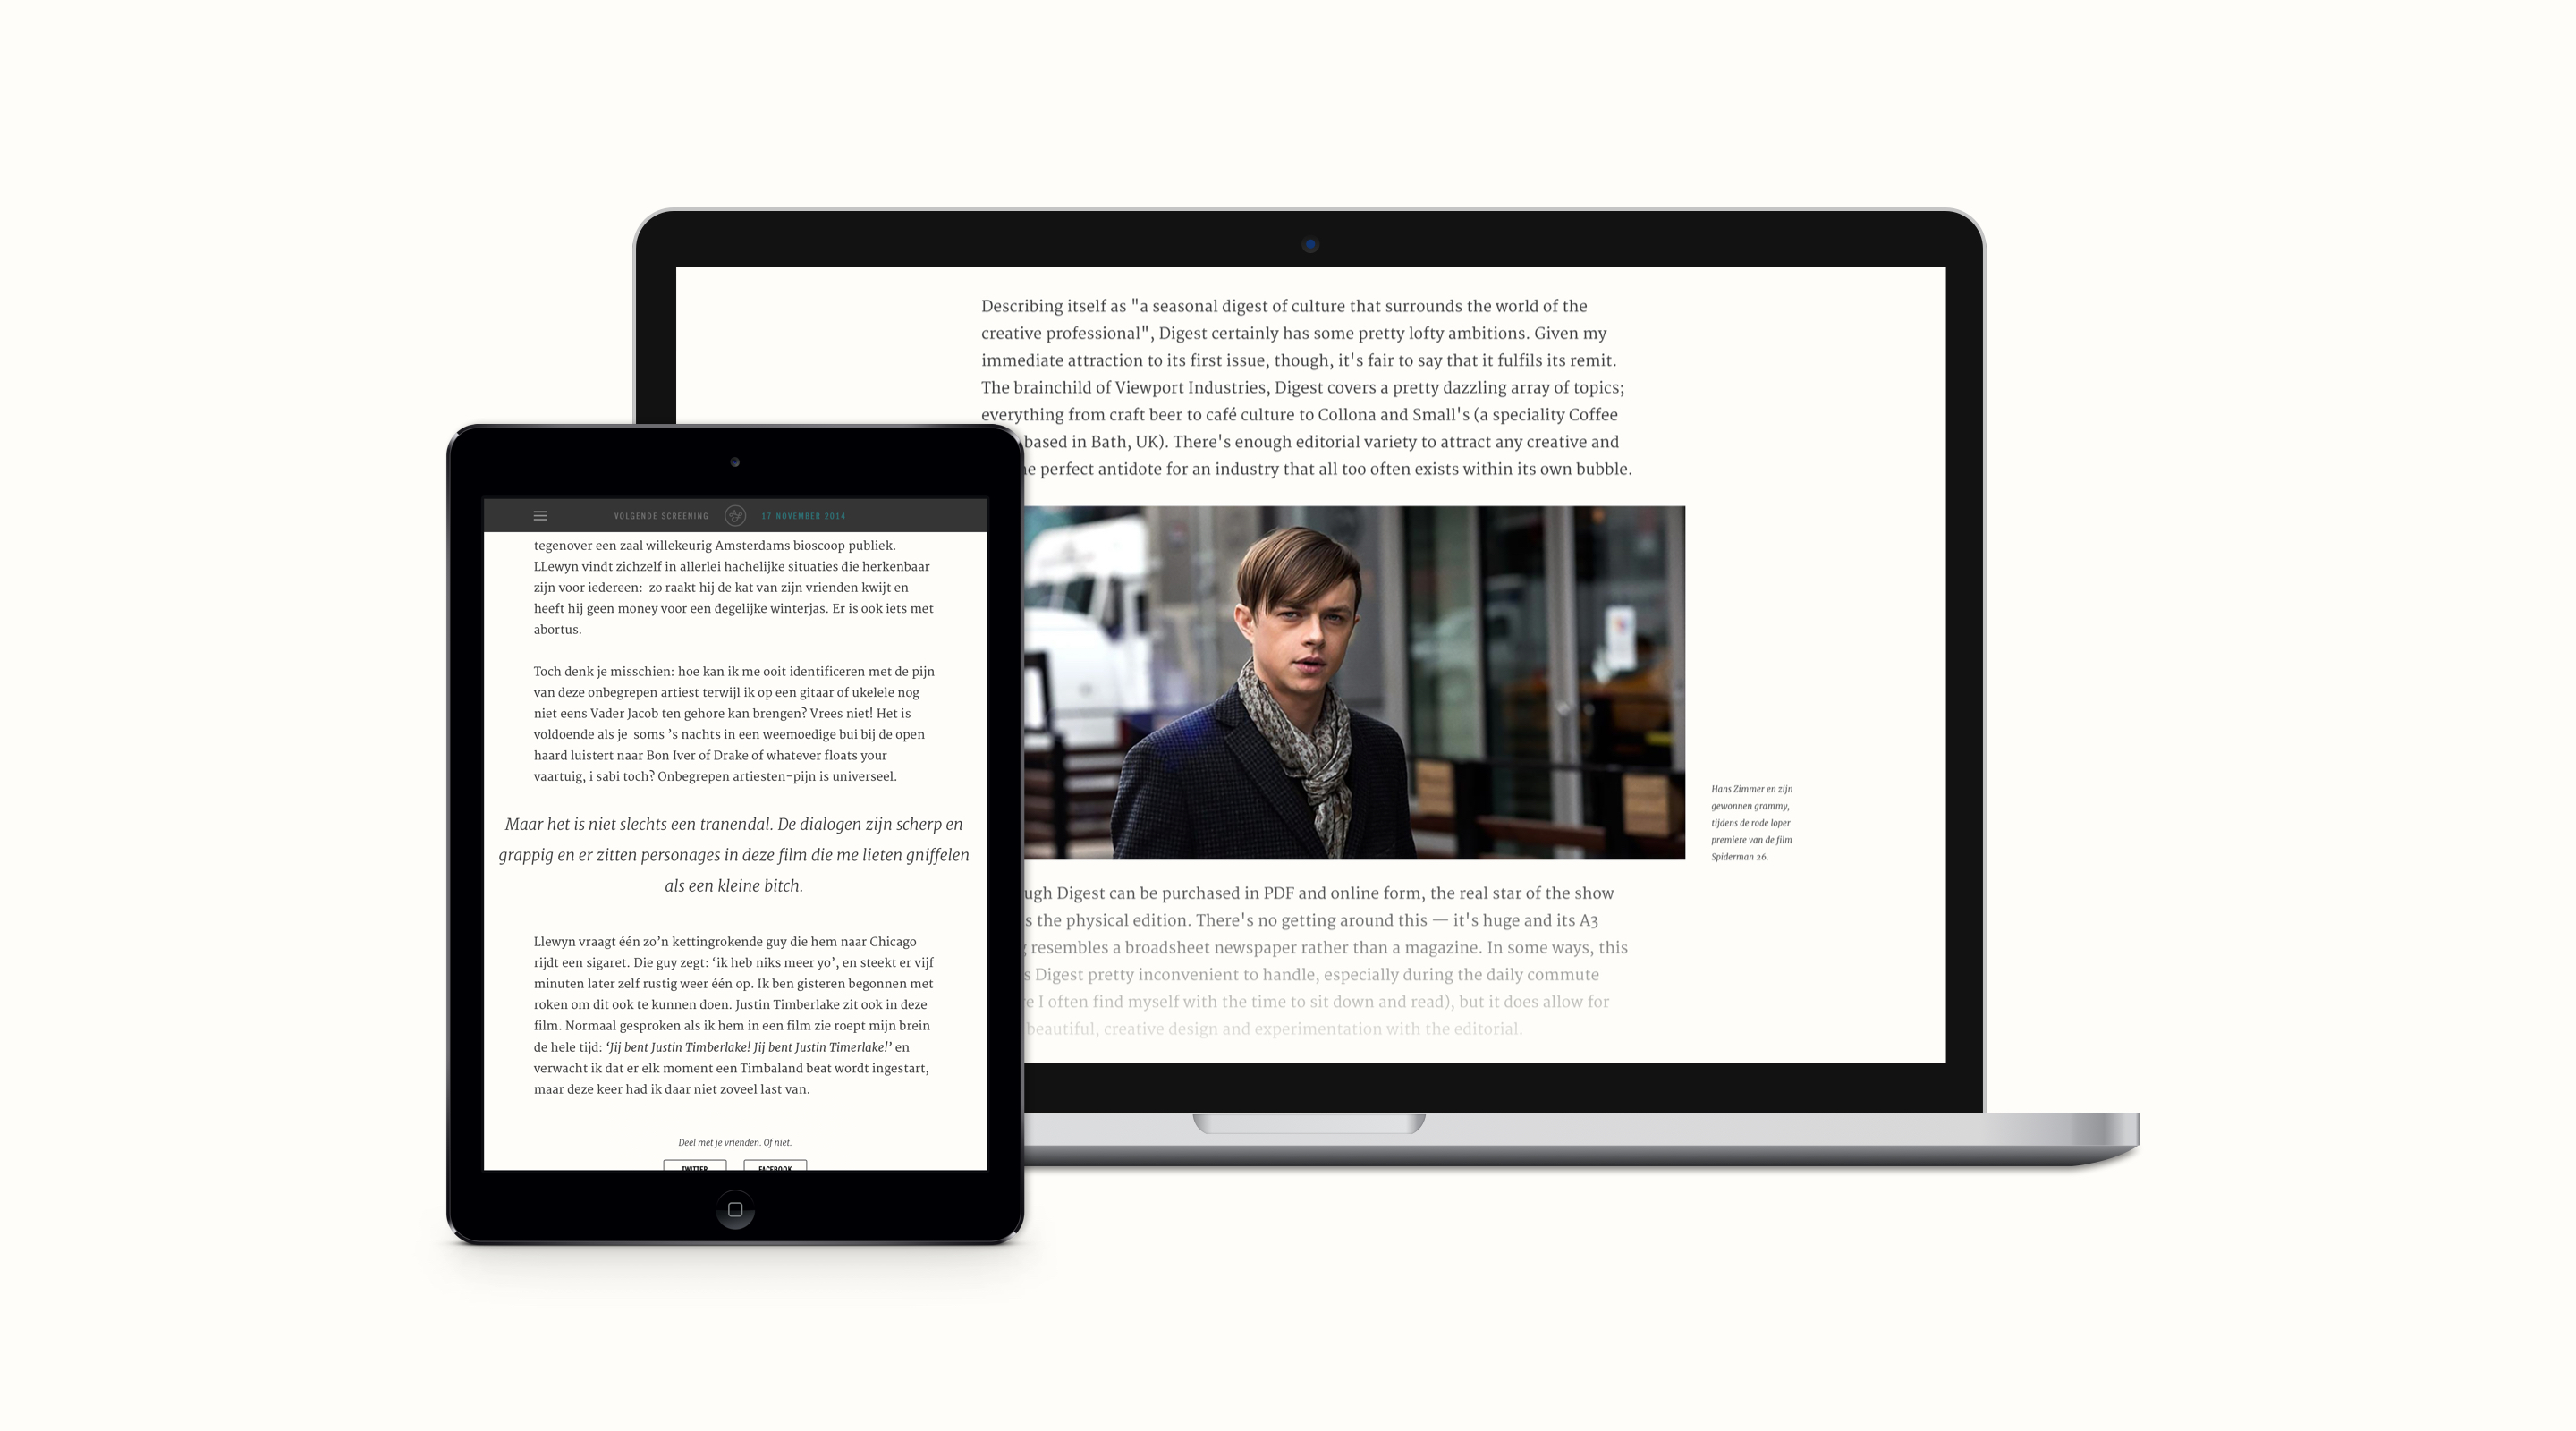 Describing itself as "a seasonal digest of culture that surrounds the world of the
creative professional", Digest certainly has some pretty lofty ambitions. Given my
immediate attraction to its first issue, though, it's fair to say that it fulfils its remit.
The brainchild of Viewport Industries, Digest covers a pretty dazzling array of topics;
everything from craft beer to café culture to Collona and Small's (a speciality Coffee
based in Bath, UK). There's enough editorial variety to attract any creative and
perfect antidote for an industry that all too often exists within its own bubble.
Hans Zimmer en zijn
gewonnen grammy,
tijdens de rode loper
premiere van de film
Spiderman 26.
Digest can be purchased in PDF and online form, the real star of the show
the physical edition. There's no getting around this — it's huge and its A3
resembles a broadsheet newspaper rather than a magazine. In some ways, this
Digest pretty inconvenient to handle, especially during the daily commute
I often find myself with the time to sit down and read), but it does allow for
beautiful, creative design and experimentation with the editorial.
VOLGENDE SCREENING 17 NOVEMBER 2014
tegenover een zaal willekeurig Amsterdams bioscoop publiek.
LLewyn vindt zichzelf in allerlei hachelijke situaties die herkenbaar
zijn voor iedereen: zo raakt hij de kat van zijn vrienden kwijt en
heeft hij geen money voor een degelijke winterjas. Er is ook iets met
abortus.
Toch denk je misschien: hoe kan ik me ooit identificeren met de pijn
van deze onbegrepen artiest terwijl ik op een gitaar of ukelele nog
niet eens Vader Jacob ten gehore kan brengen? Vrees niet! Het is
voldoende als je soms ’s nachts in een weemoedige bui bij de open
haard luistert naar Bon Iver of Drake of whatever floats your
vaartuig, i sabi toch? Onbegrepen artiesten-pijn is universeel.
Maar het is niet slechts een tranendal. De dialogen zijn scherp en
grappig en er zitten personages in deze film die me lieten gniffelen
als een kleine bitch.
Llewyn vraagt één zo’n kettingrokende guy die hem naar Chicago
rijdt een sigaret. Die guy zegt: ‘ik heb niks meer yo’, en steekt er vijf
minuten later zelf rustig weer één op. Ik ben gisteren begonnen met
roken om dit ook te kunnen doen. Justin Timberlake zit ook in deze
film. Normaal gesproken als ik hem in een film zie roept mijn brein
de hele tijd: ‘Jij bent Justin Timberlake! Jij bent Justin Timerlake!’ en
verwacht ik dat er elk moment een Timbaland beat wordt ingestart,
maar deze keer had ik daar niet zoveel last van.
Deel met je vrienden. Of niet.
TWITTER FACEBOOK